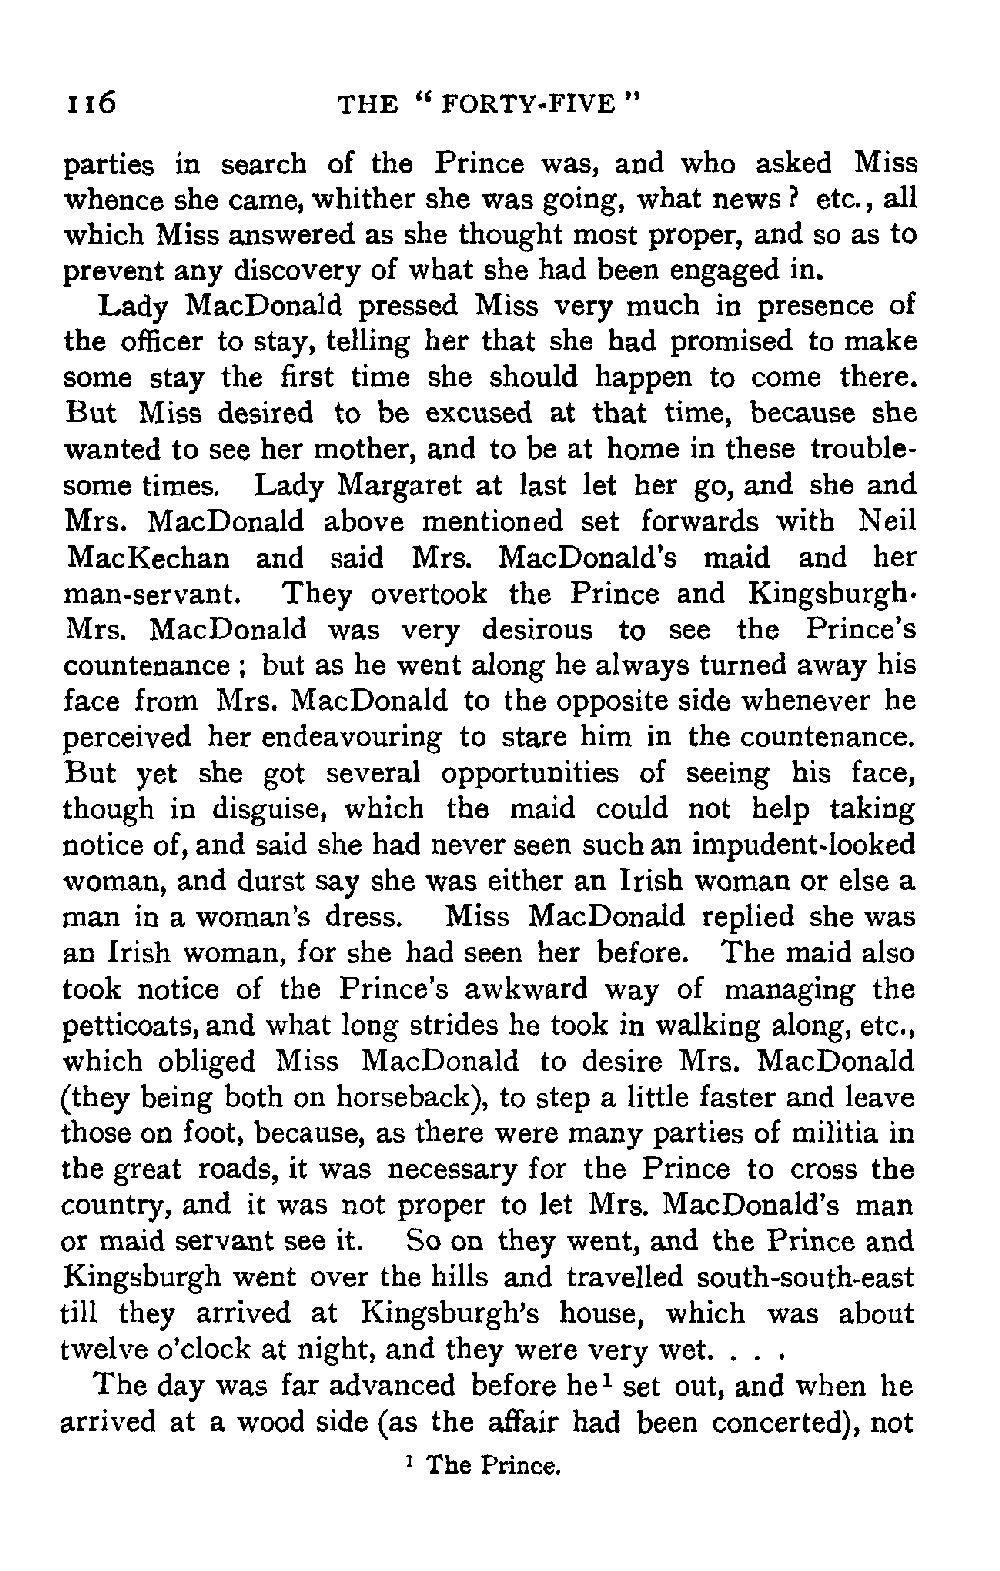 116 THE “ FORTY-FIVE ”
parties in search of the Prince was, and who asked Miss
whence she came, whither she was going, what news ? etc., all
which Miss answered as she thought most proper, and so as to
prevent any discovery of what she had been engaged in.
Lady MacDonald pressed Miss very much in presence of
the officer to stay, telling her that she had promised to make
some stay the first time she should happen to come there.
But Miss desired to be excused at that time, because she
wanted to see her mother, and to be at home in these trouble-
some times. Lady Margaret at last let her go, and she and
Mrs. MacDonald above mentioned set forwards with Neil
MacKechan and said Mrs. MacDonald's maid and her
man-servant. They overtook the Prince and Kingsburgh.
Mrs. MacDonald was very desirous to see the Prince's
countenance ; but as he went along he always turned away his
face from Mrs. MacDonald to the opposite side whenever he
perceived her endeavouring to stare him in the countenance.
But yet she got several opportunities of seeing his face,
though in disguise, which the maid could not help taking
notice of, and said she had never seen such an impudent-looked
woman, and durst say she was either an Irish woman or else a
man in a woman's dress. Miss MacDonald replied she was
an Irish woman, for she had seen her before. The maid also
took notice of the Prince's awkward way of managing the
petticoats, and what long strides he took in walking along, etc.,
which obliged Miss MacDonald to desire Mrs. MacDonald
(they being both on horseback), to step a little faster and leave
those on foot, because, as there were many parties of militia in
the great roads, it was necessary for the Prince to cross the
country, and it was not proper to let Mrs. MacDonald's man
or maid servant see it. So on they went, and the Prince and
Kingsburgh went over the hills and travelled south-south-east
till they arrived at Kingsburgh's house, which was about
twelve o'clock at night, and they were very wet. . . .
The day was far advanced before he¹ set out, and when he
arrived at a wood side (as the affair had been concerted), not
¹ The Prince.